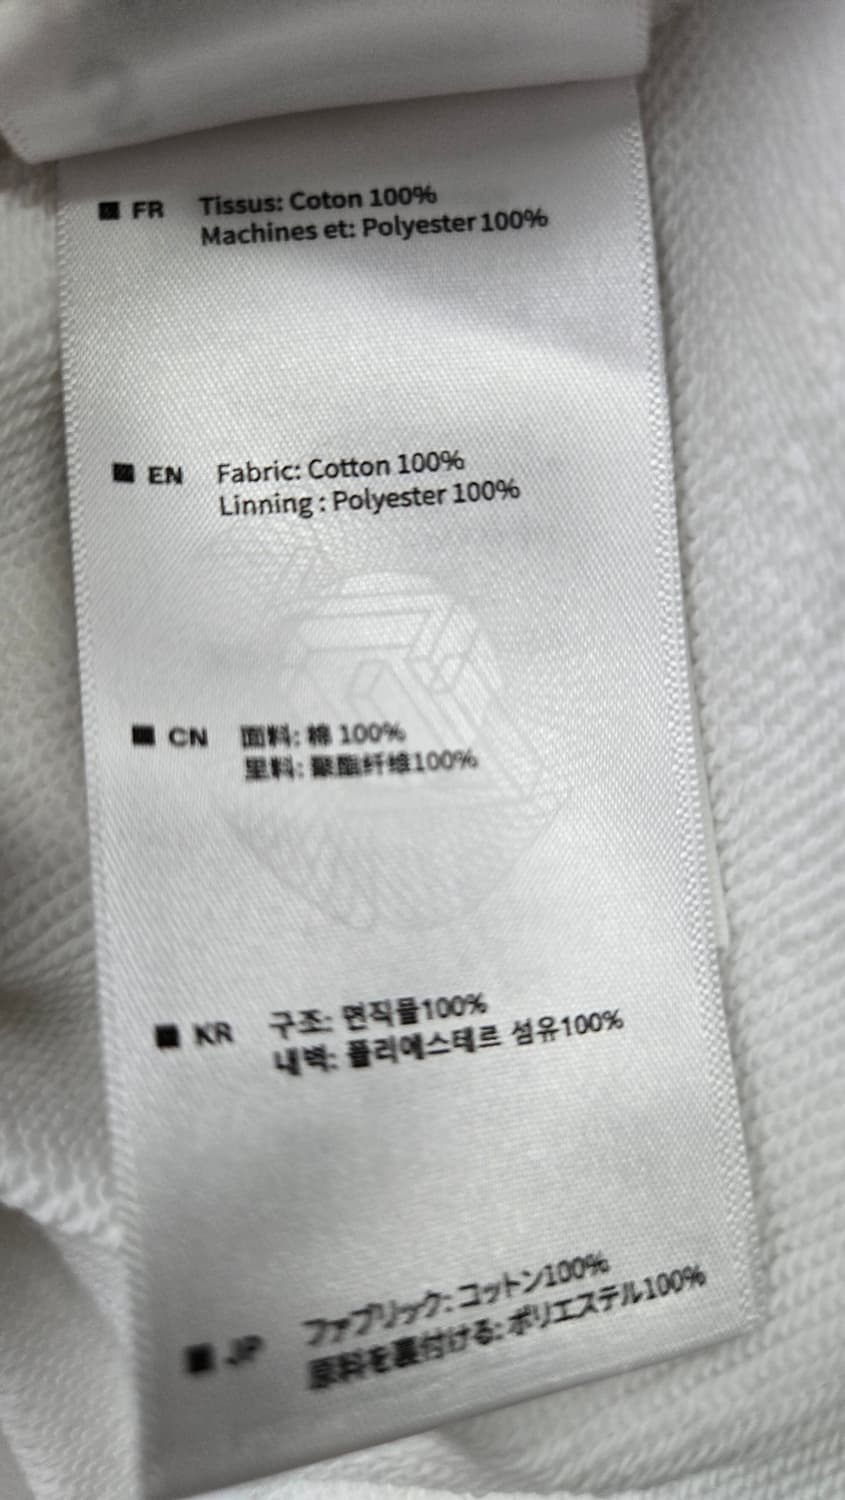 FR Tissus: Coton 100%
Machines et: Polyester 100%
EN Fabric: Cotton 100%
Linning : Polyester 100%
CN 面料: 棉 100%
里料: 聚酯纤维100%
KR 구조: 면직물100%
내벽: 폴리에스테르 섬유100%
JP ファブリック: コットン100%
原料を裏付ける: ポリエステル100%